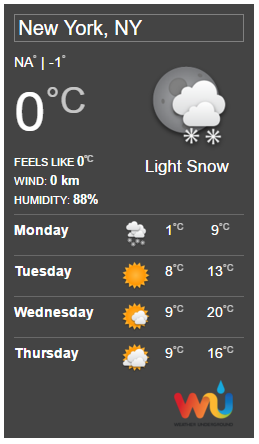 New York, NY
NA° | -1°
0°C
Light Snow
FEELS LIKE 0°C
WIND: 0 km
HUMIDITY: 88%
Monday 1°C 9°C
Tuesday 8°C 13°C
Wednesday 9°C 20°C
Thursday 9°C 16°C
WU
WEATHER UNDERGROUND